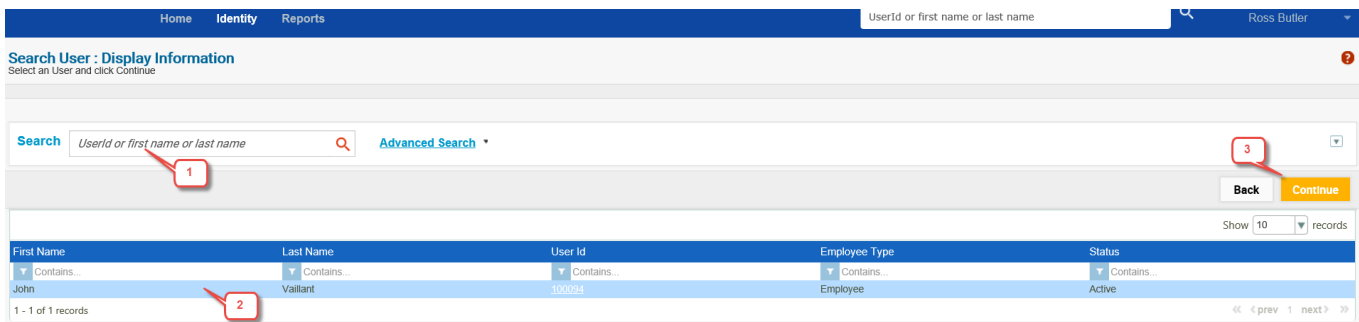 Home Identity Reports UserId or first name or last name Ross Butler
Search User : Display Information
Select an User and click Continue
Search UserId or first name or last name Advanced Search
1
3
Back Continue
Show 10 records
First Name Last Name User Id Employee Type Status
Contains... Contains... Contains... Contains... Contains...
John Vaillant 100094 Employee Active
2
1 - 1 of 1 records « < prev 1 next > »